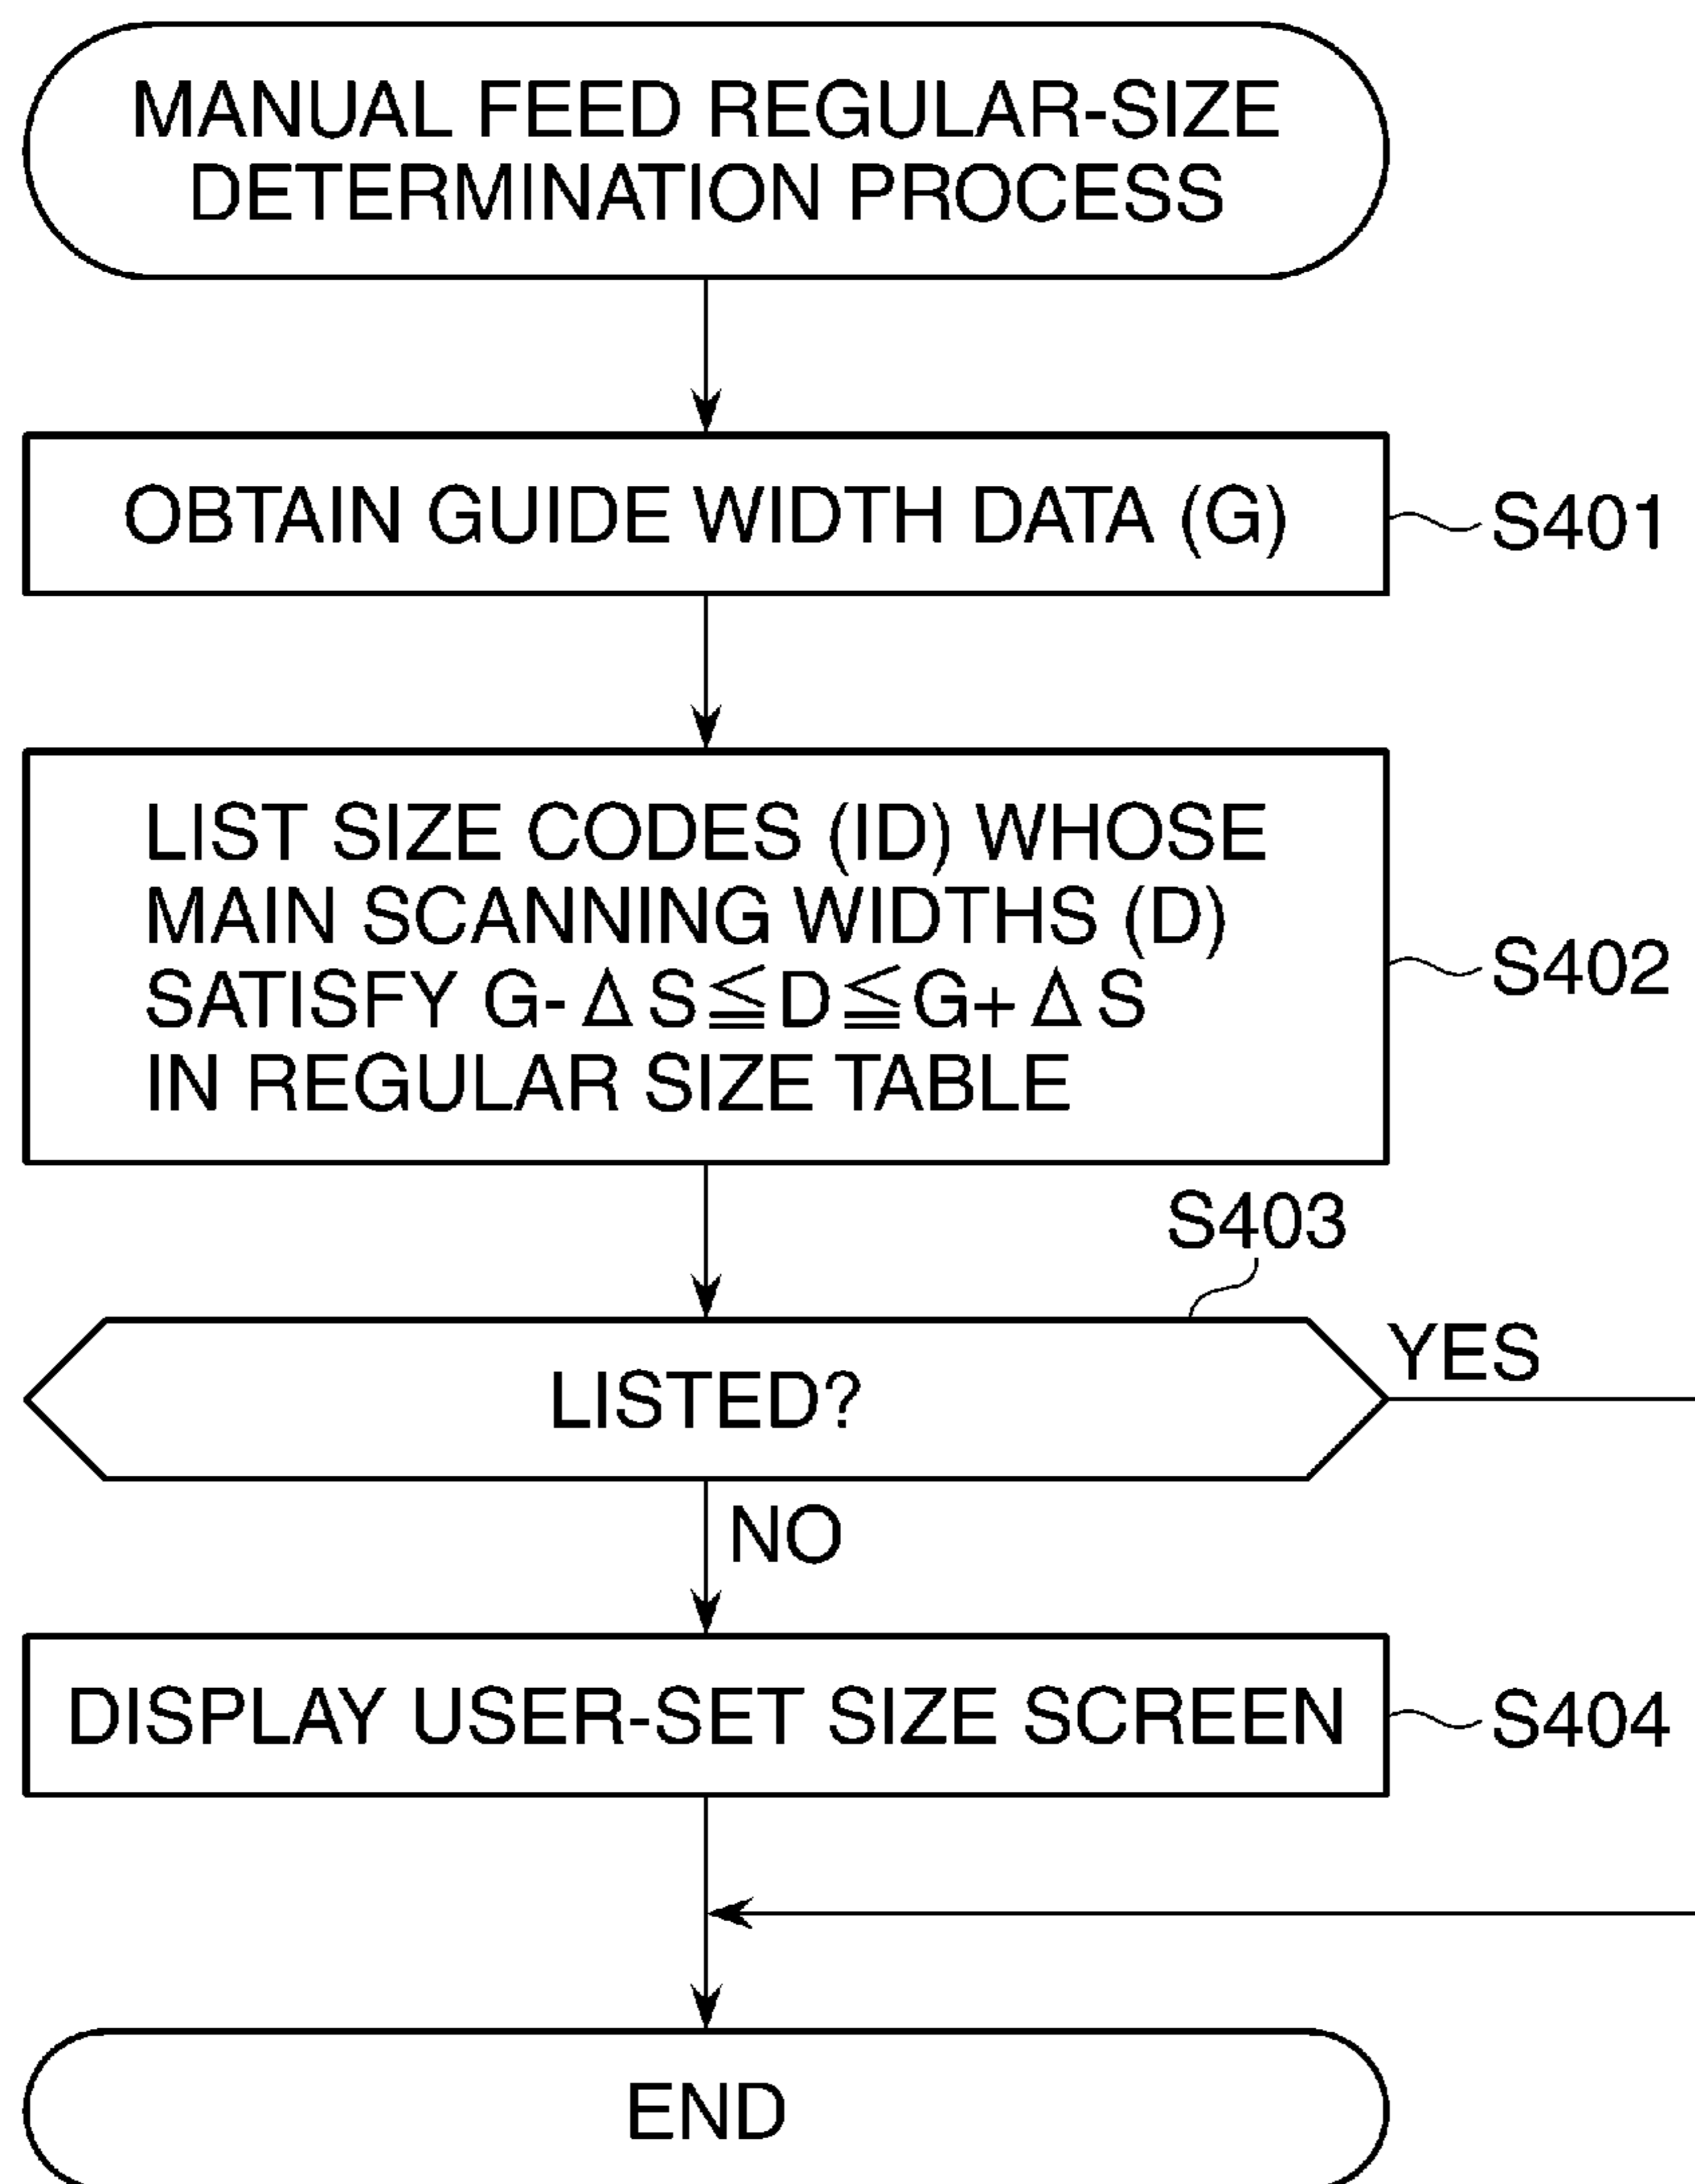 MANUAL FEED REGULAR-SIZE
DETERMINATION PROCESS
OBTAIN GUIDE WIDTH DATA (G)
S401
LIST SIZE CODES (ID) WHOSE
MAIN SCANNING WIDTHS (D)
SATISFY G-ΔS≦D≦G+ΔS
IN REGULAR SIZE TABLE
S402
S403
LISTED?
YES
NO
DISPLAY USER-SET SIZE SCREEN
S404
END